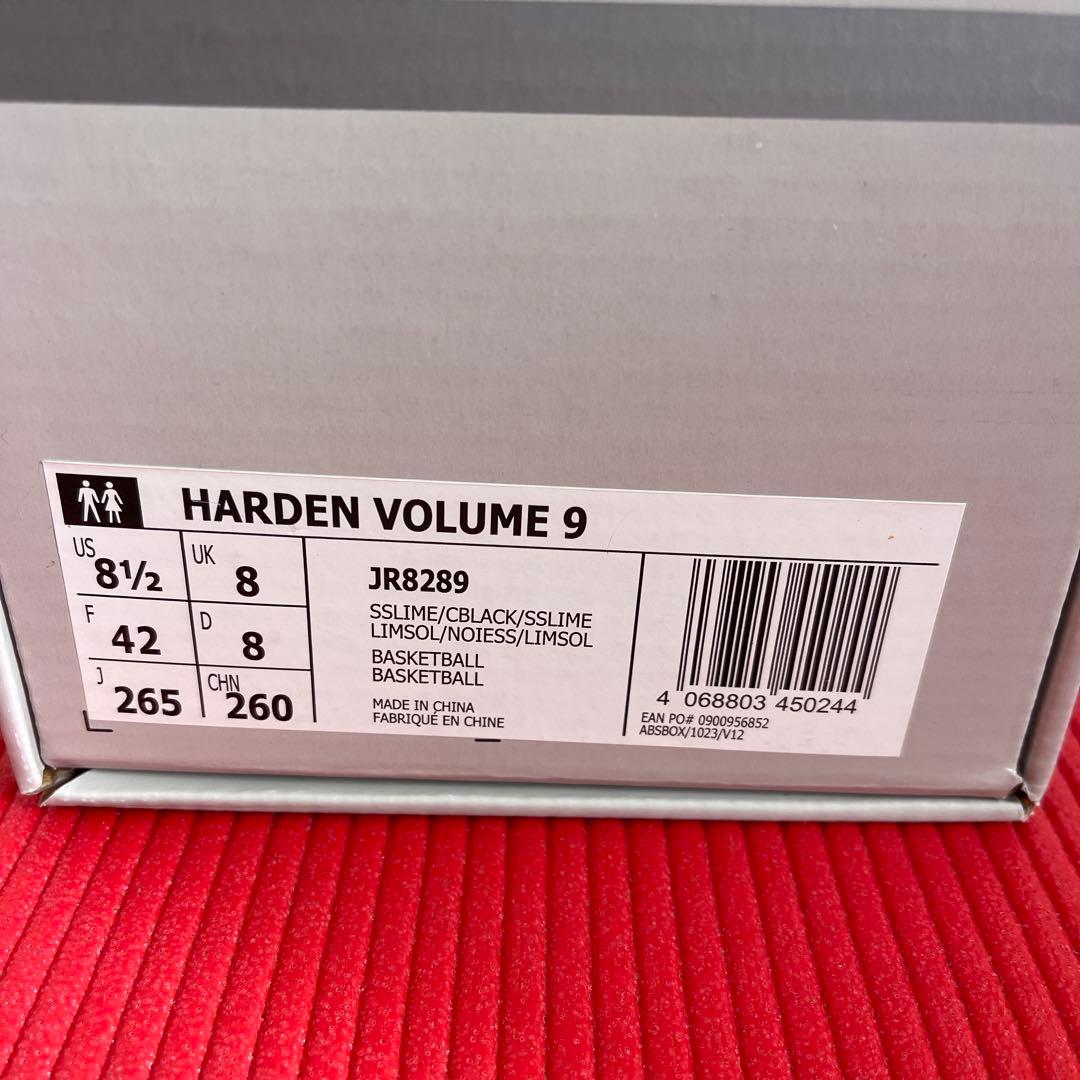 HARDEN VOLUME 9
US 8½ UK 8
F 42 D 8
J 265 CHN 260
JR8289
SSLIME/CBLACK/SSLIME
LIMSOL/NOIESS/LIMSOL
BASKETBALL
BASKETBALL
MADE IN CHINA
FABRIQUÉ EN CHINE
4 068803 450244
EAN PO# 0900956852
ABSBOX/1023/V12